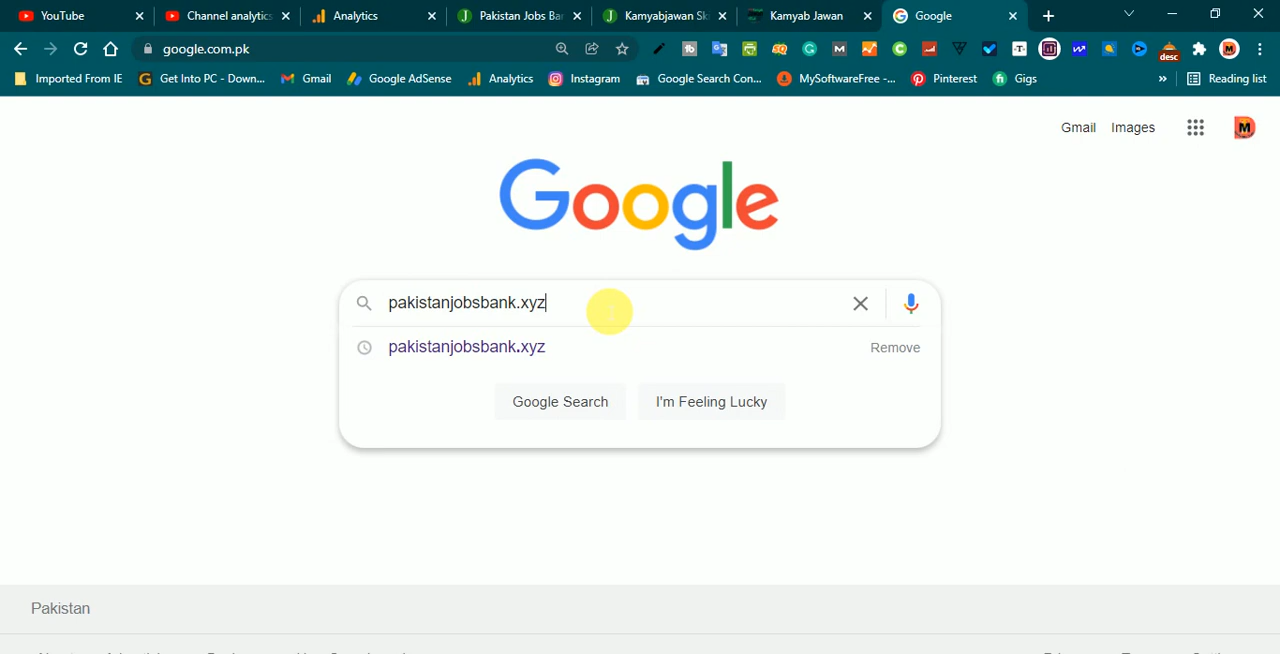 YouTube
Channel analytics
Analytics
Pakistan Jobs Ba
Kamyabjawan Sk
Kamyab Jawan
Google
google.com.pk
desc
Imported From IE
Get Into PC - Down...
Gmail
Google AdSense
Analytics
Instagram
Google Search Con...
MySoftwareFree -...
Pinterest
Gigs
»
Reading list
Gmail
Images
M
Google
pakistanjobsbank.xyz
pakistanjobsbank.xyz
Remove
Google Search
I'm Feeling Lucky
Pakistan